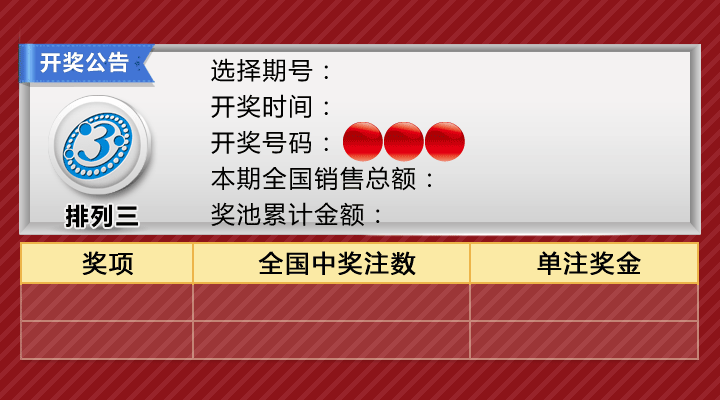 开奖公告
选择期号：
开奖时间：
开奖号码：
本期全国销售总额：
奖池累计金额：
3
排列三
奖项 全国中奖注数 单注奖金